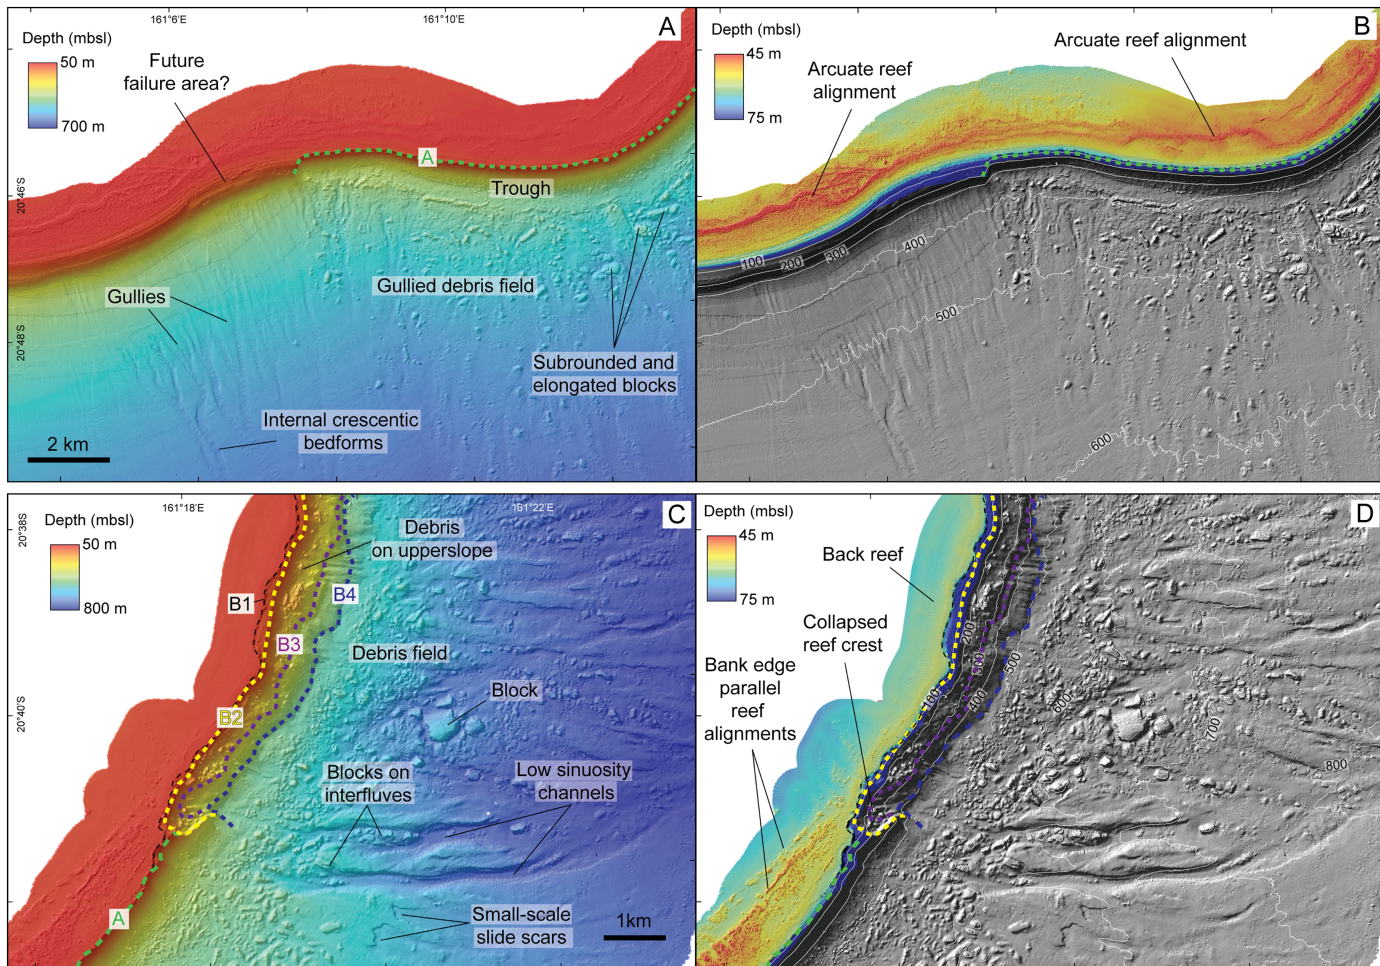 161°6'E
161°10'E
A
Depth (mbsl)
50 m
700 m
Future
failure area?
A
Trough
20°46'S
Gullied debris field
Gullies
20°48'S
Subrounded and
elongated blocks
Internal crescentic
bedforms
2 km
B
Depth (mbsl)
45 m
75 m
Arcuate reef alignment
Arcuate reef
alignment
100
200
300
400
500
600
161°18'E
161°22'E
C
20°38'S
Depth (mbsl)
50 m
800 m
Debris
on upperslope
B1
B4
B3
Debris field
Block
B2
20°40'S
Blocks on
interfluves
Low sinuosity
channels
A
Small-scale
slide scars
1km
D
Depth (mbsl)
45 m
75 m
Back reef
Collapsed
reef crest
Bank edge
parallel
reef
alignments
100
200
400
500
600
700
800